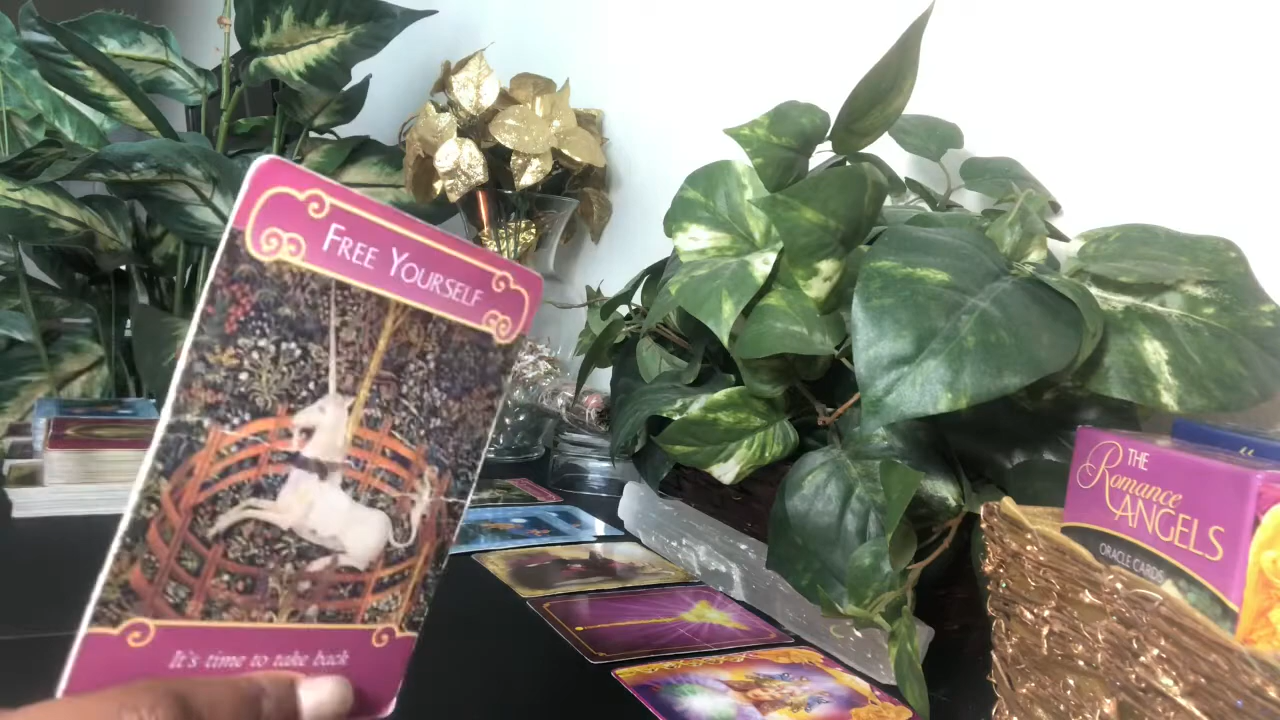 FREE YOURSELF
It's time to take back
THE
Romance
ANGELS
ORACLE CARDS